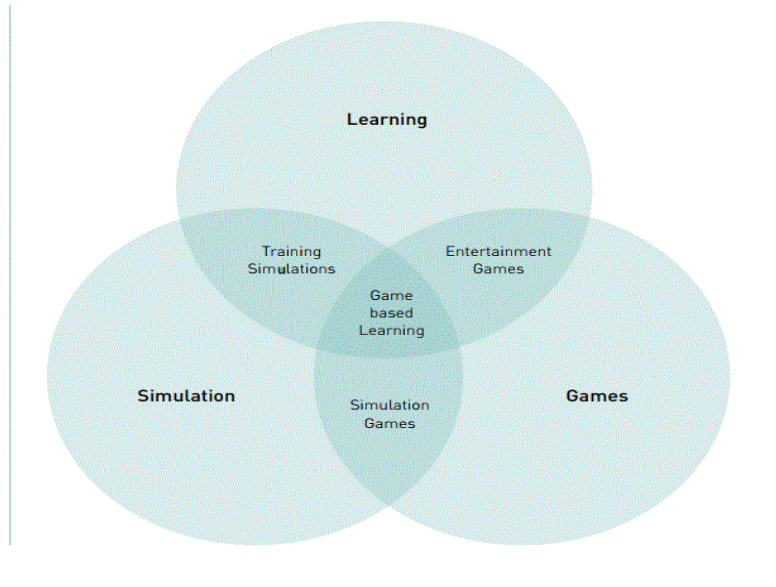 Learning
Training
Simulations
Entertainment
Games
Game
based
Learning
Simulation
Games
Simulation
Games